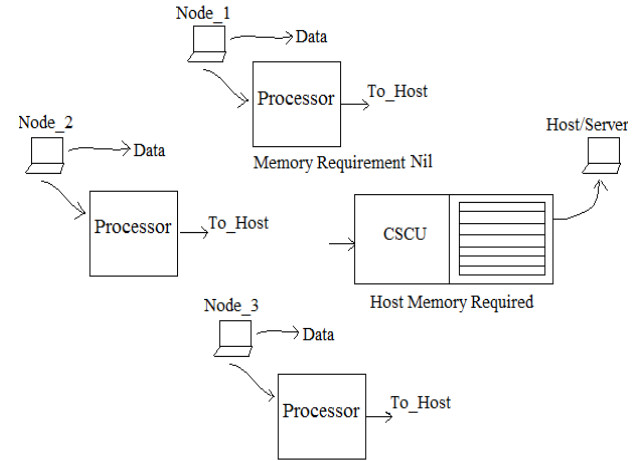 Node_1
Data
Processor
To_Host
Memory Requirement Nil
Node_2
Data
Processor
To_Host
Host/Server
CSCU
Host Memory Required
Node_3
Data
Processor
To_Host